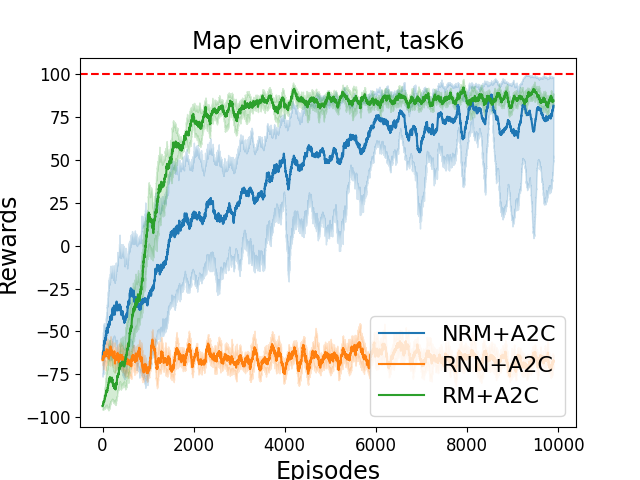 Map enviroment, task6
Rewards
100
75
50
25
0
−25
−50
−75
−100
NRM+A2C
RNN+A2C
RM+A2C
0 2000 4000 6000 8000 10000
Episodes